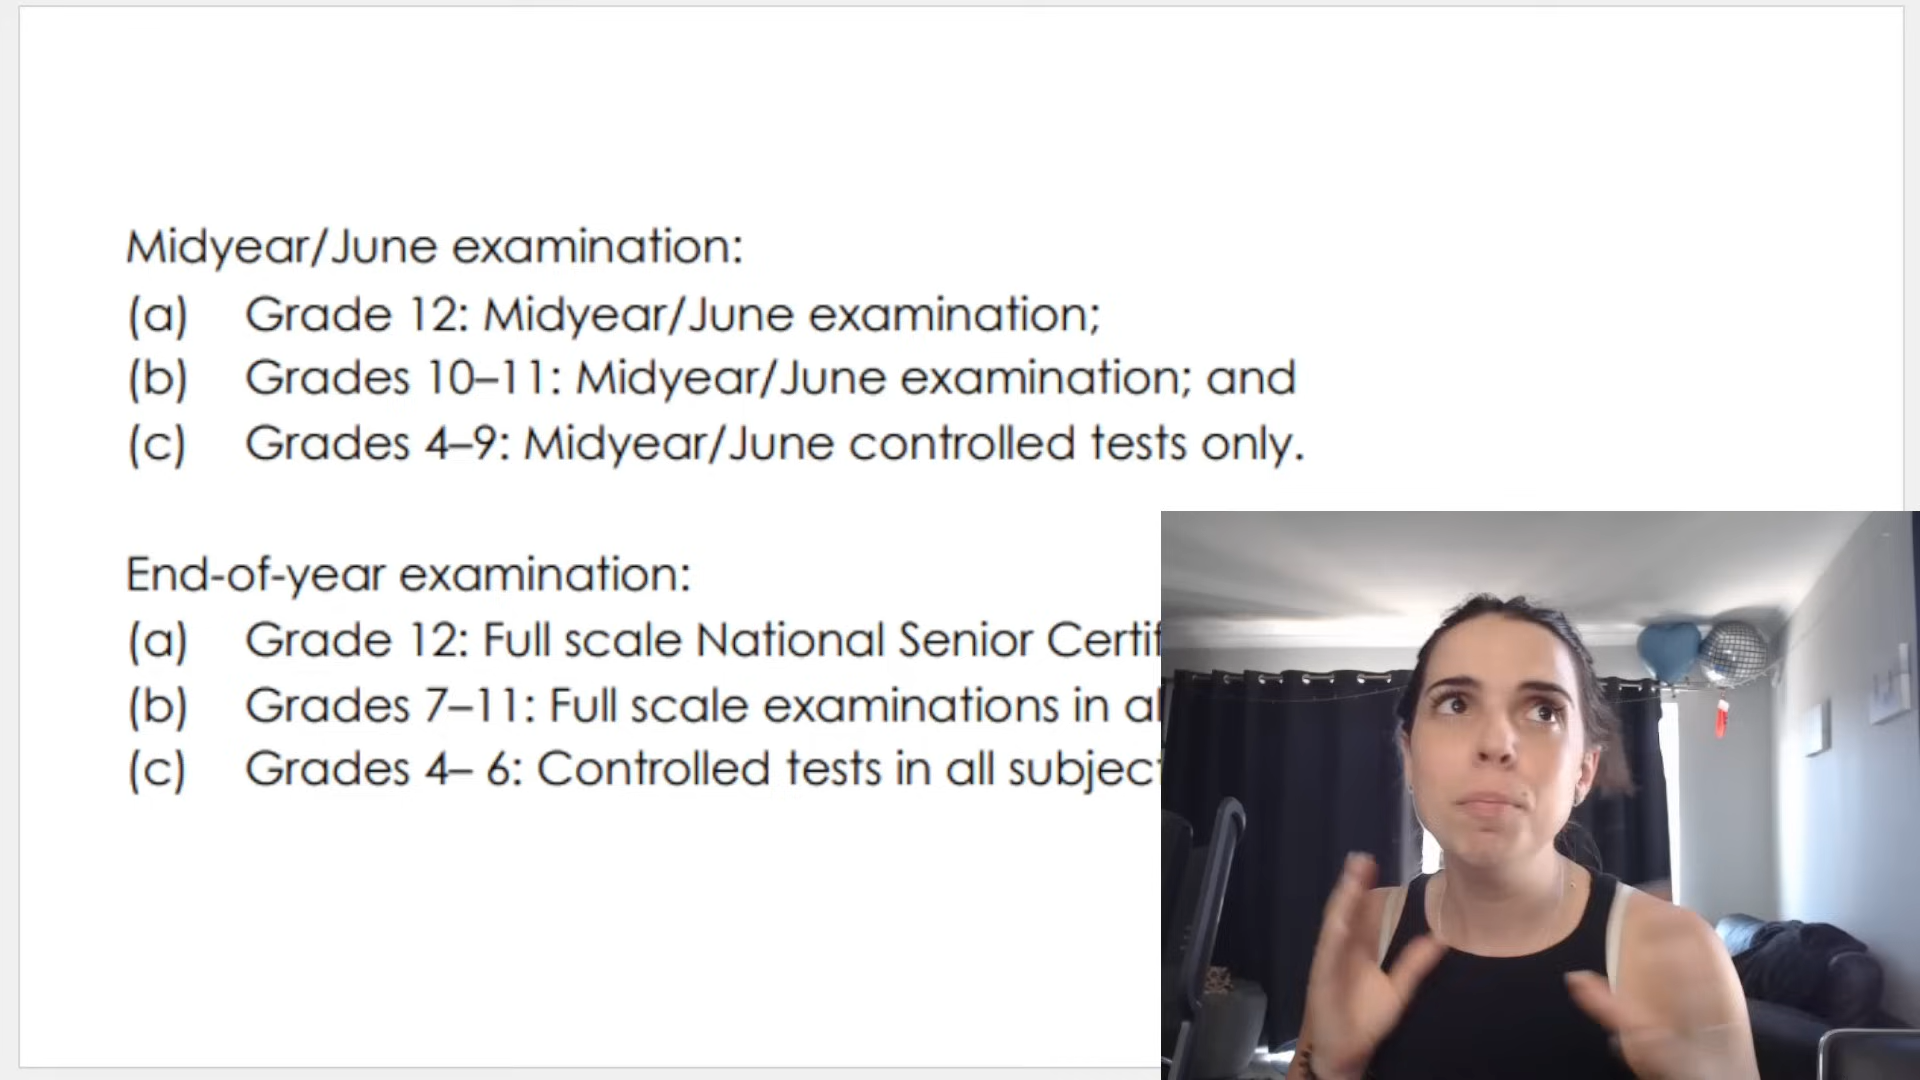 Midyear/June examination:
(a) Grade 12: Midyear/June examination;
(b) Grades 10–11: Midyear/June examination; and
(c) Grades 4–9: Midyear/June controlled tests only.
End-of-year examination:
(a) Grade 12: Full scale National Senior
(b) Grades 7–11: Full scale examinations in
(c) Grades 4– 6: Controlled tests in all